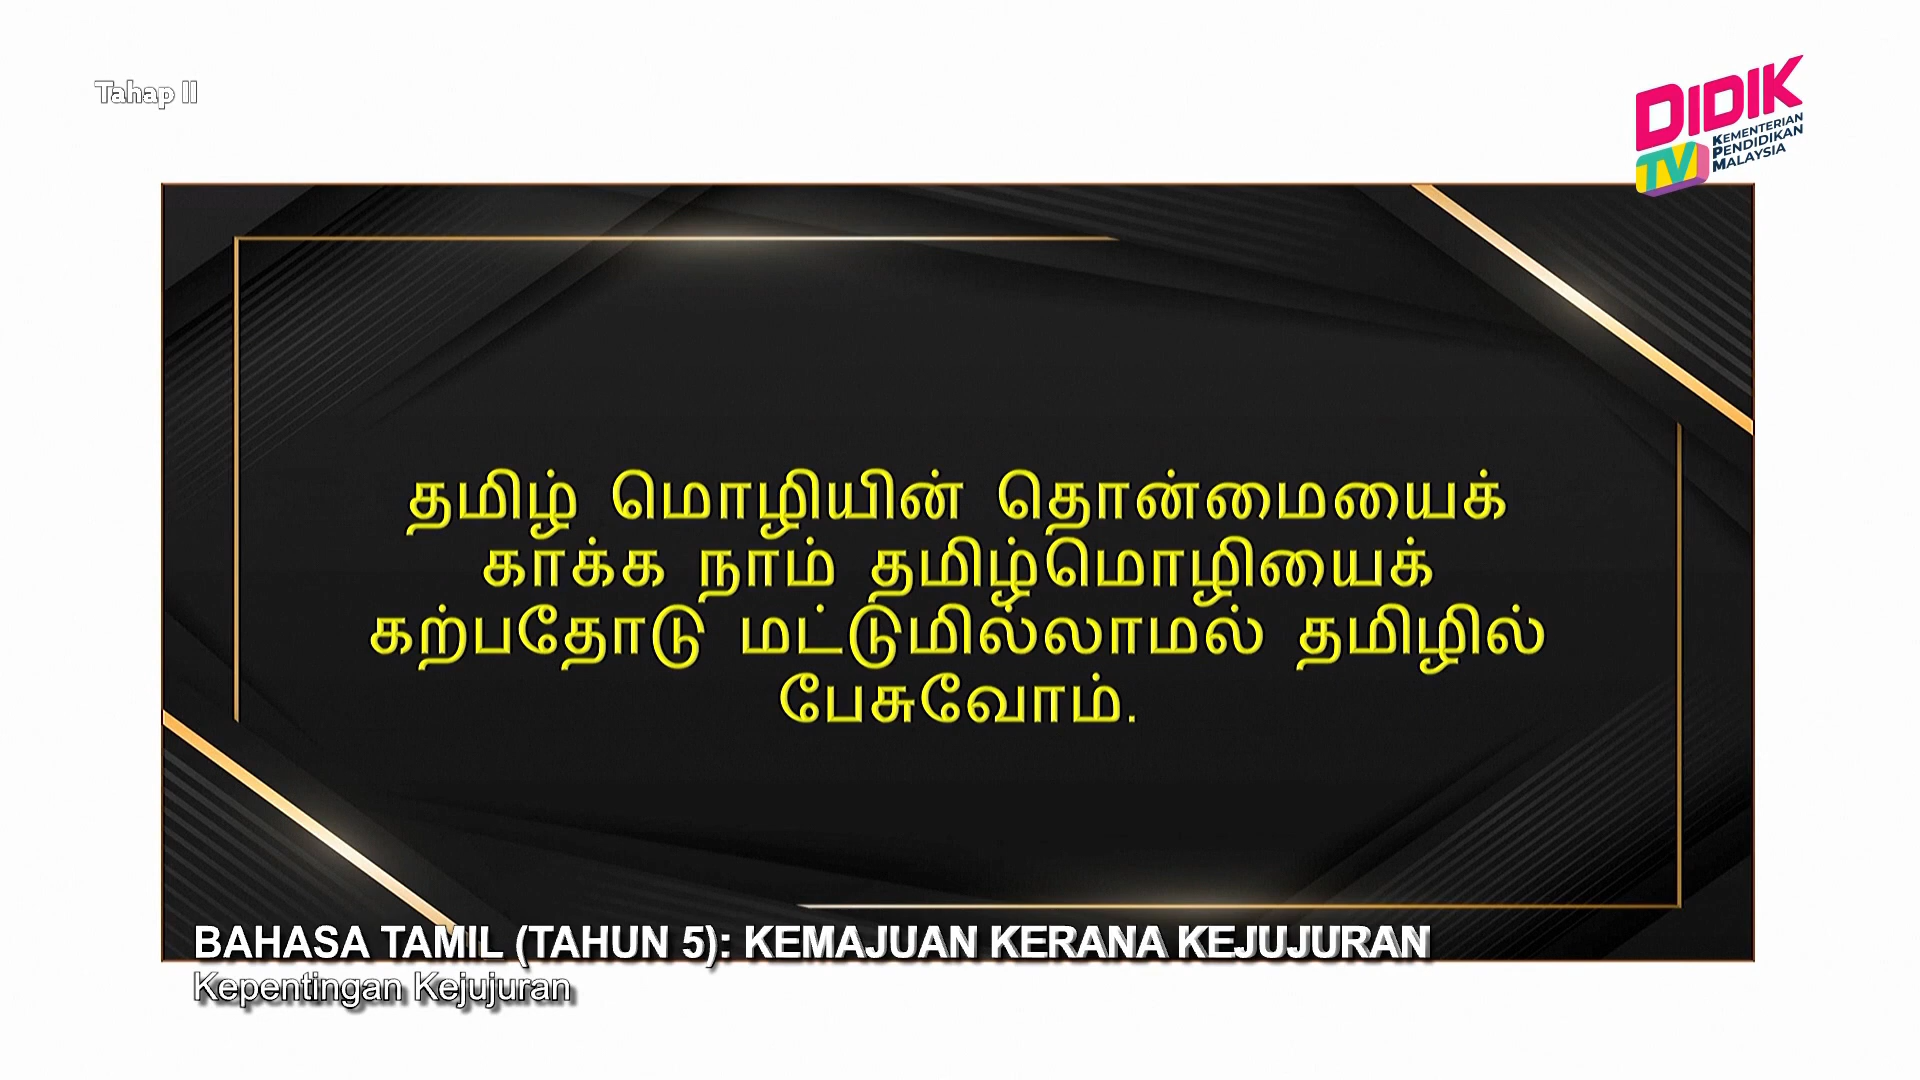 Tahap II
DIDIK
TV
KEMENTERIAN
PENDIDIKAN
MALAYSIA
தமிழ் மொழியின் தொன்மையைக்
காக்க நாம் தமிழ்மொழியைக்
கற்பதோடு மட்டுமில்லாமல் தமிழில்
பேசுவோம்.
BAHASA TAMIL (TAHUN 5): KEMAJUAN KERANA KEJUJURAN
Kepentingan Kejujuran